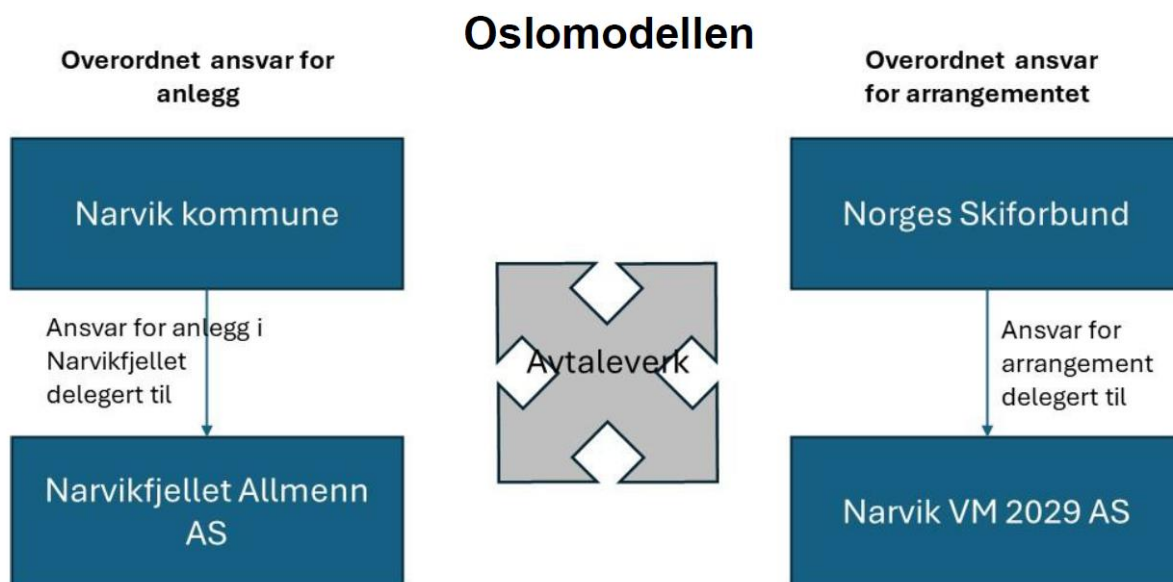 Oslomodellen
Overordnet ansvar for
anlegg
Overordnet ansvar
for arrangementet
Narvik kommune
Norges Skiforbund
Ansvar for anlegg i
Narvikfjellet
delegert til
Avtaleverk
Ansvar for
arrangement
delegert til
Narvikfjellet Allmenn
AS
Narvik VM 2029 AS